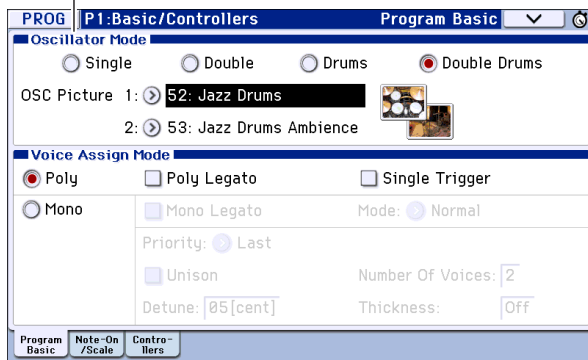 PROG P1:Basic/Controllers Program Basic
Oscillator Mode
Single Double Drums Double Drums
OSC Picture 1: 52: Jazz Drums
2: 53: Jazz Drums Ambience
Voice Assign Mode
Poly Poly Legato Single Trigger
Mono Mono Legato Mode: Normal
Priority: Last
Unison Number Of Voices: 2
Detune: 05[cent] Thickness: Off
Program Basic Note-On /Scale Contro- llers